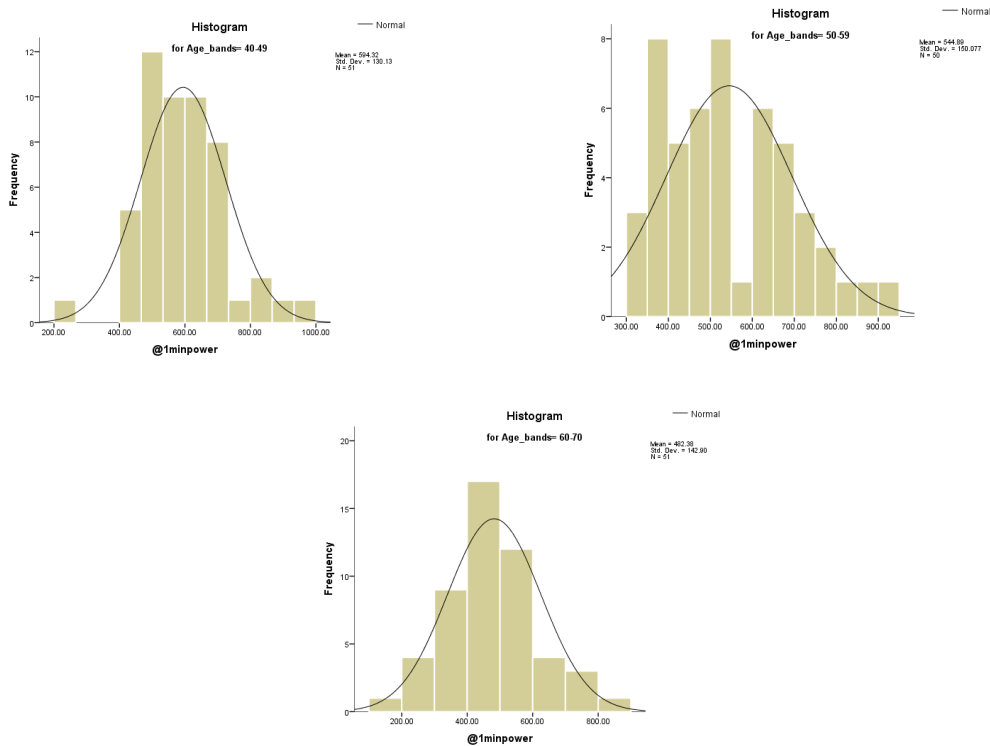 Histogram
for Age_bands= 40-49
Normal
Mean = 594.32
Std. Dev. = 130.13
N = 51
Frequency
12
10
8
6
4
2
0
200.00 400.00 600.00 800.00 1000.00
@1minpower
Histogram
for Age_bands= 50-59
Normal
Mean = 544.89
Std. Dev. = 150.077
N = 50
Frequency
8
6
4
2
0
300.00 400.00 500.00 600.00 700.00 800.00 900.00
@1minpower
Histogram
for Age_bands= 60-70
Normal
Mean = 482.38
Std. Dev. = 142.90
N = 51
Frequency
20
15
10
5
0
200.00 400.00 600.00 800.00
@1minpower